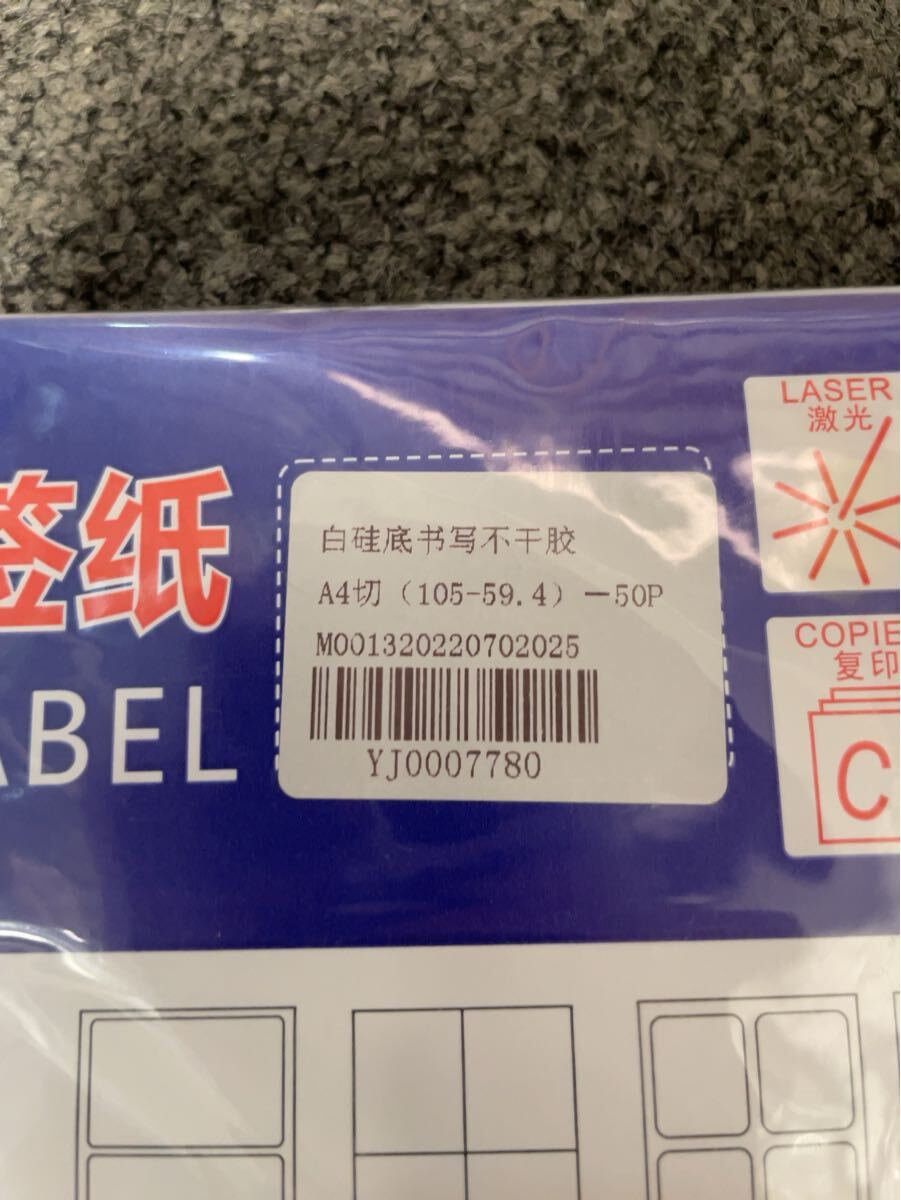 签纸
ABEL
白硅底书写不干胶
A4切（105-59.4）—50P
M001320220702025
YJ0007780
LASER
激光
COPIE
复印
C